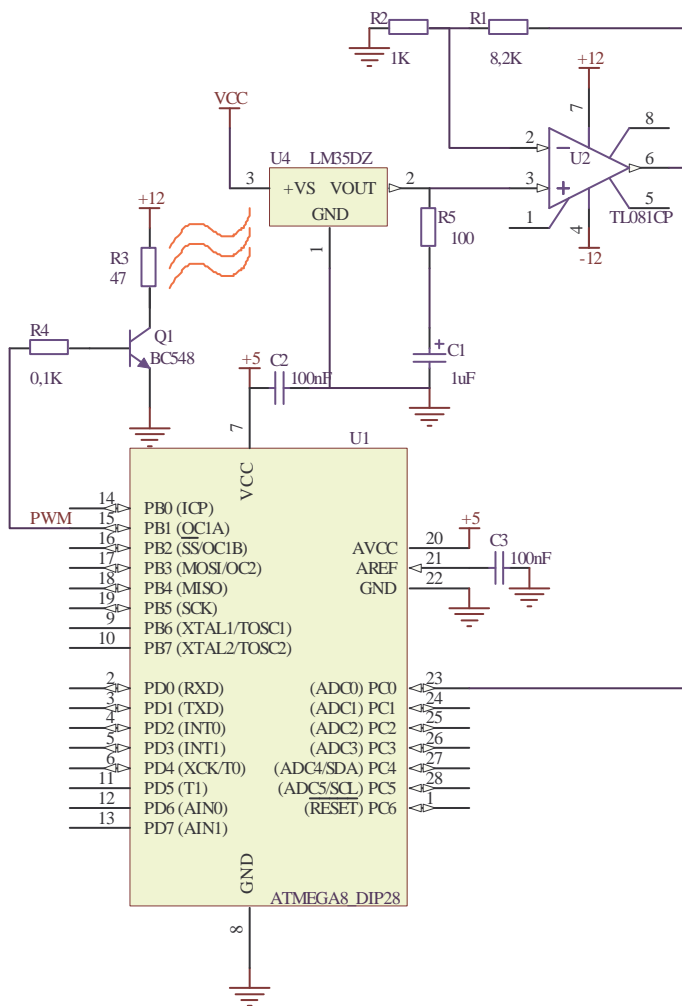 R2
R1
1K
8,2K
+12
VCC
7
8
U4
LM35DZ
2
U2
6
3
+VS
VOUT
2
3
5
GND
1
TL081CP
+12
R5
100
4
1
-12
R3
47
R4
Q1
BC548
0,1K
+5
C2
100nF
C1
1uF
7
U1
VCC
14
PB0 (ICP)
PWM
15
PB1 (OC1A)
16
PB2 (SS/OC1B)
17
PB3 (MOSI/OC2)
18
PB4 (MISO)
19
PB5 (SCK)
9
PB6 (XTAL1/TOSC1)
10
PB7 (XTAL2/TOSC2)
+5
AVCC
20
C3
100nF
AREF
21
GND
22
2
PD0 (RXD)
3
PD1 (TXD)
4
PD2 (INT0)
5
PD3 (INT1)
6
PD4 (XCK/T0)
11
PD5 (T1)
12
PD6 (AIN0)
13
PD7 (AIN1)
(ADC0) PC0
23
(ADC1) PC1
24
(ADC2) PC2
25
(ADC3) PC3
26
(ADC4/SDA) PC4
27
(ADC5/SCL) PC5
28
(RESET) PC6
1
GND
ATMEGA8_DIP28
8